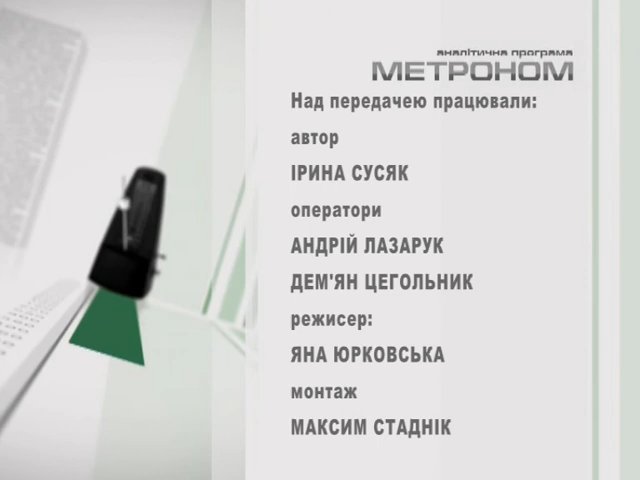 аналітична програма
МЕТРОНОМ
Над передачею працювали:
автор
ІРИНА СУСЯК
оператори
АНДРІЙ ЛАЗАРУК
ДЕМ'ЯН ЦЕГОЛЬНИК
режисер:
ЯНА ЮРКОВСЬКА
монтаж
МАКСИМ СТАДНІК